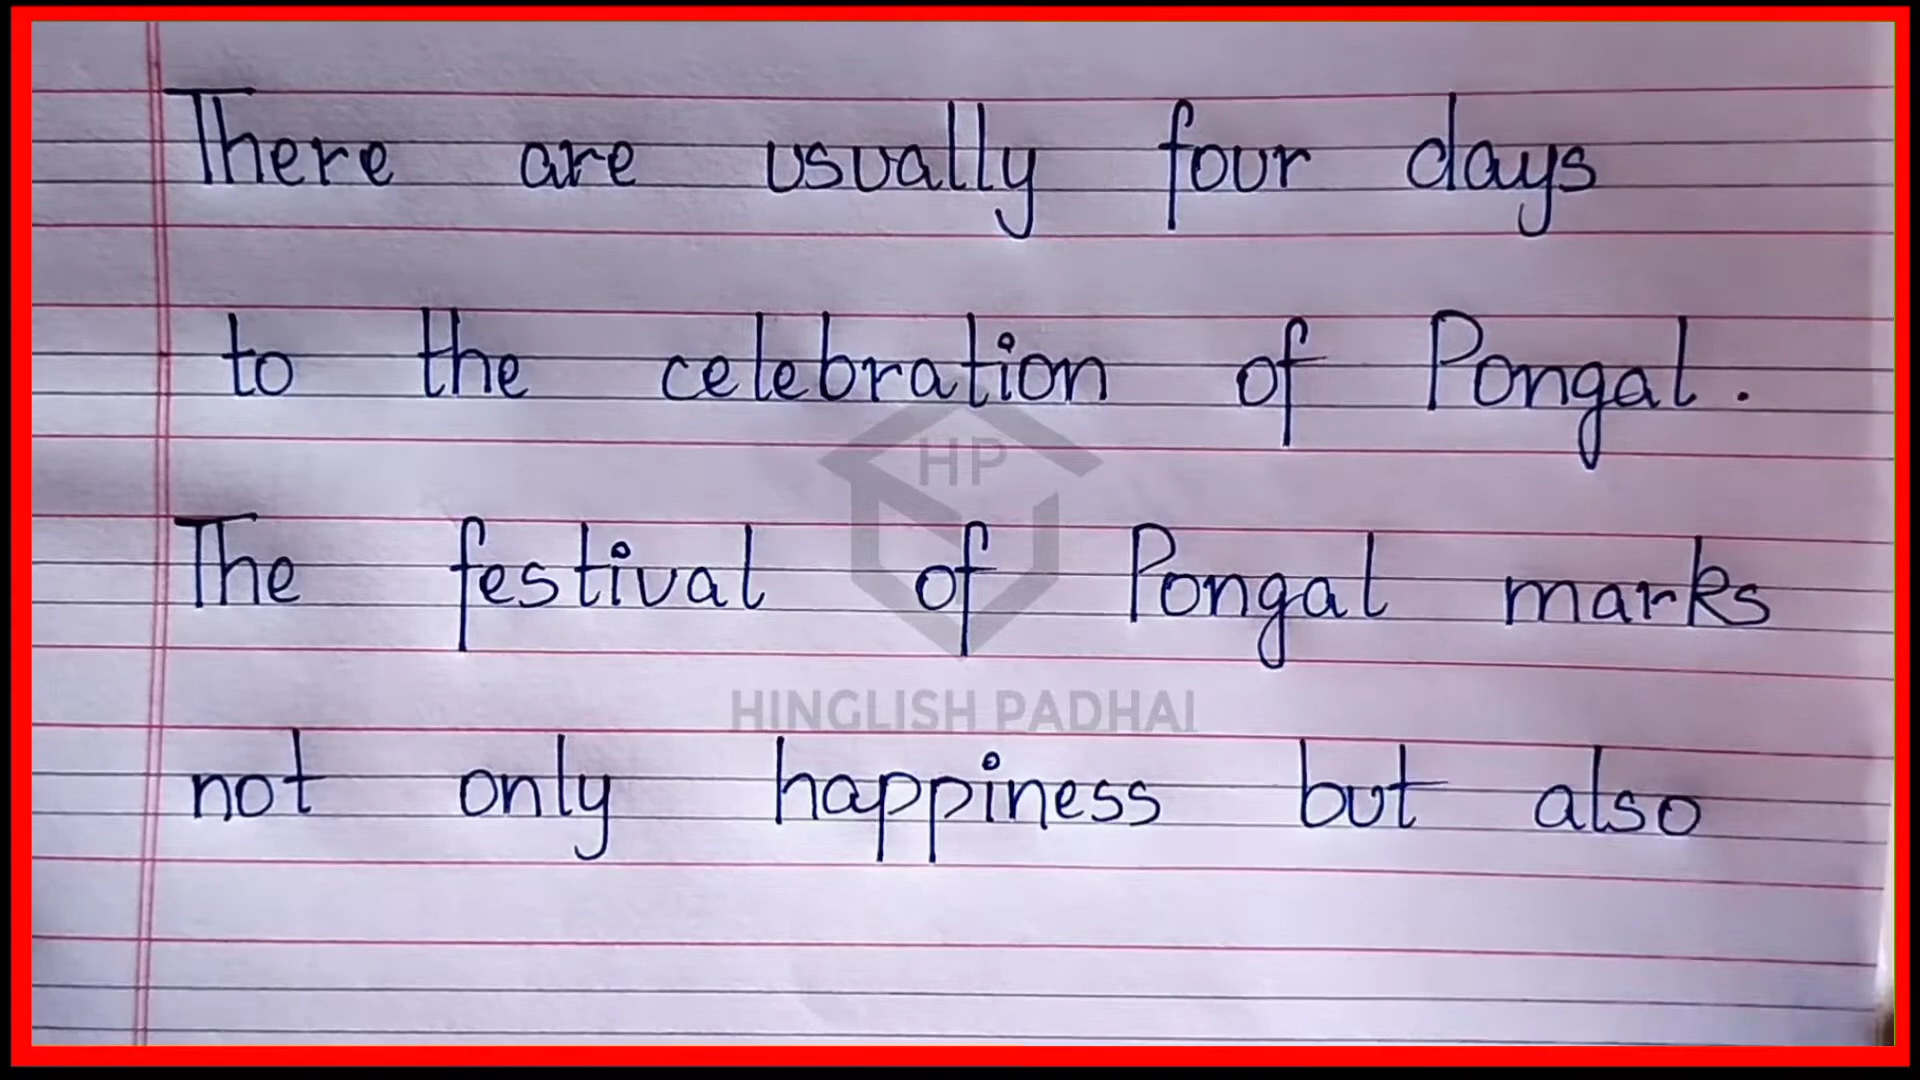 There are usually four days
to the celebration of Pongal.
HP
The festival of Pongal marks
HINGLISH PADHAI
not only happiness but also